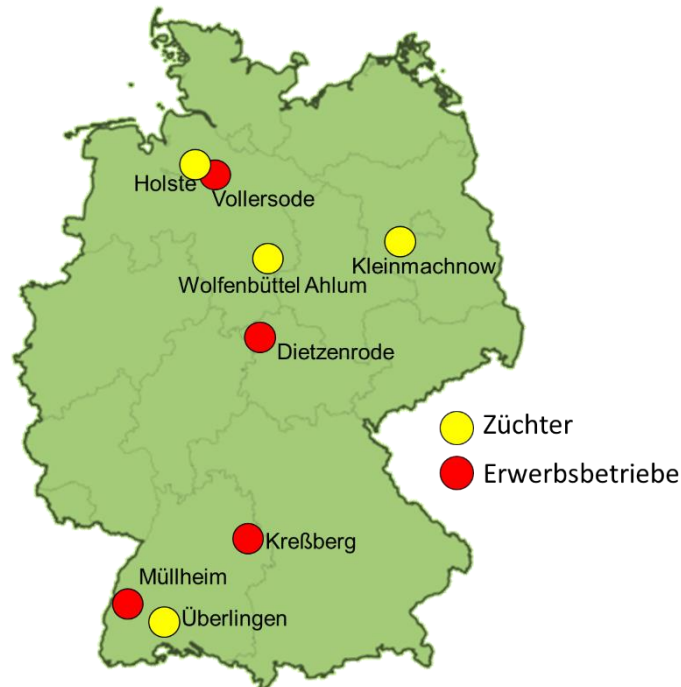 Holste
Vollersode
Kleinmachnow
Wolfenbüttel Ahlum
Dietzenrode
Züchter
Erwerbsbetriebe
Kreßberg
Müllheim
Überlingen